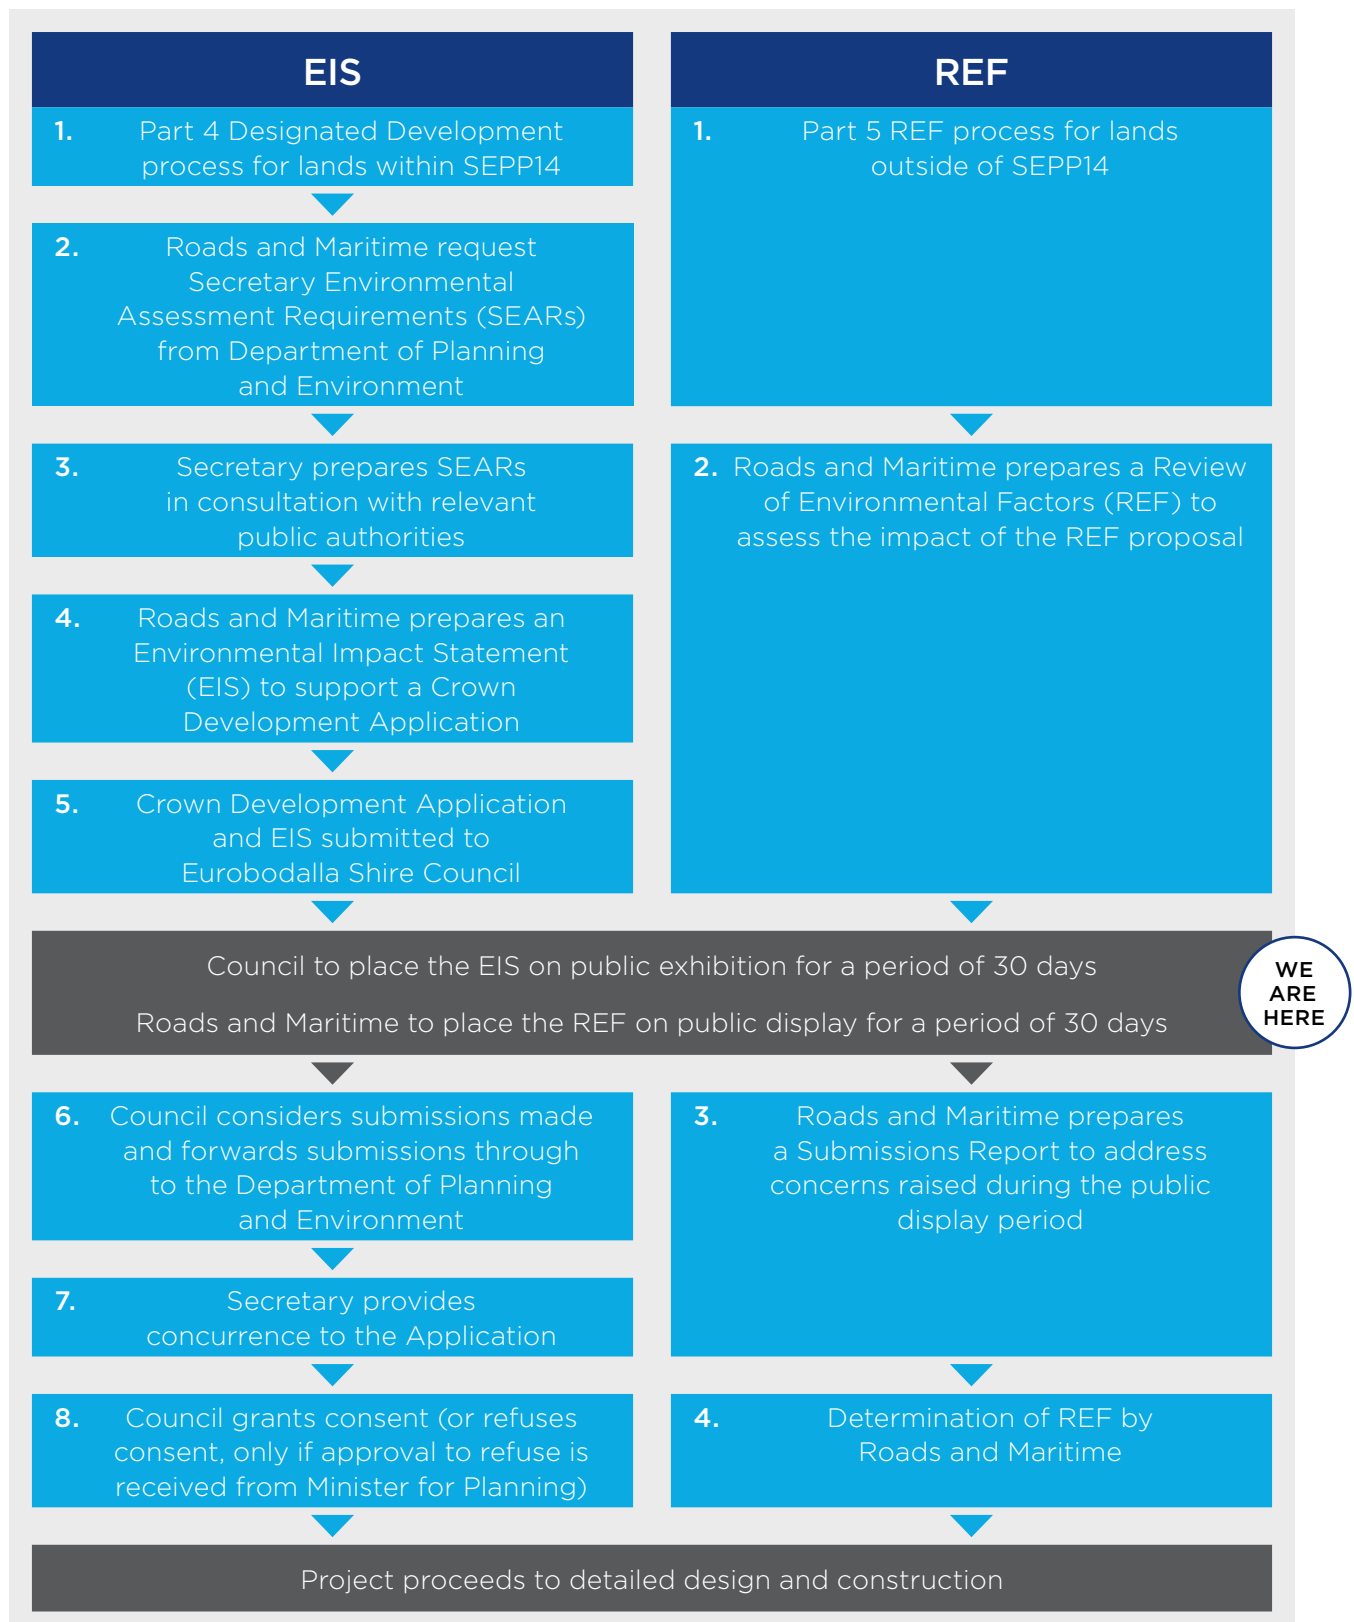 EIS
1. Part 4 Designated Development
process for lands within SEPP14
2. Roads and Maritime request
Secretary Environmental
Assessment Requirements (SEARs)
from Department of Planning
and Environment
3. Secretary prepares SEARs
in consultation with relevant
public authorities
4. Roads and Maritime prepares an
Environmental Impact Statement
(EIS) to support a Crown
Development Application
5. Crown Development Application
and EIS submitted to
Eurobodalla Shire Council
REF
1. Part 5 REF process for lands
outside of SEPP14
2. Roads and Maritime prepares a Review
of Environmental Factors (REF) to
assess the impact of the REF proposal
Council to place the EIS on public exhibition for a period of 30 days
Roads and Maritime to place the REF on public display for a period of 30 days
WE
ARE
HERE
6. Council considers submissions made
and forwards submissions through
to the Department of Planning
and Environment
7. Secretary provides
concurrence to the Application
8. Council grants consent (or refuses
consent, only if approval to refuse is
received from Minister for Planning)
3. Roads and Maritime prepares
a Submissions Report to address
concerns raised during the public
display period
4. Determination of REF by
Roads and Maritime
Project proceeds to detailed design and construction